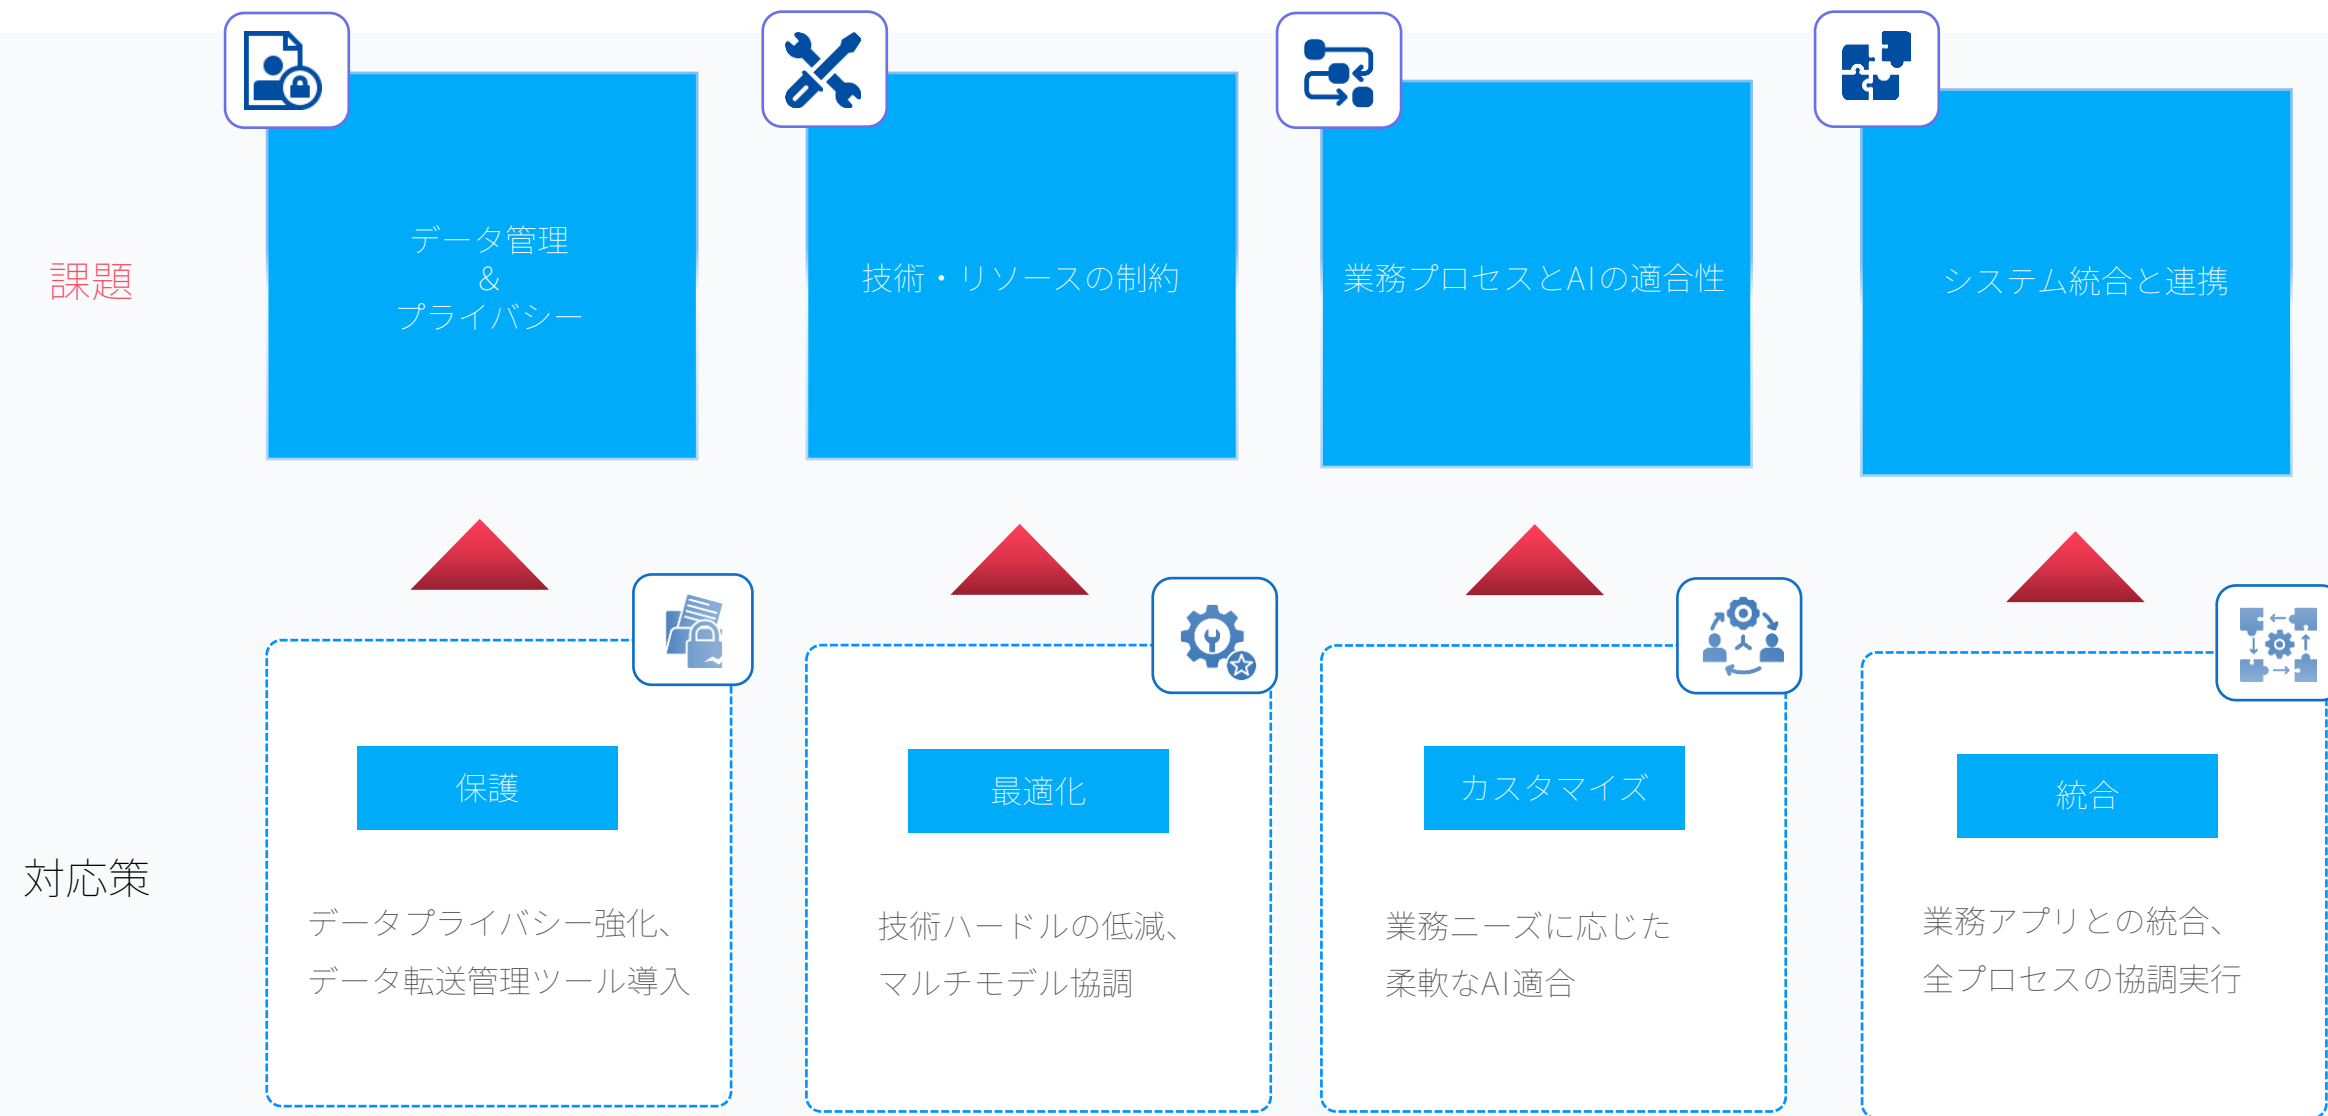 課題
データ管理
&
プライバシー
技術・リソースの制約
業務プロセスとAIの適合性
システム統合と連携
対応策
保護
データプライバシー強化、
データ転送管理ツール導入
最適化
技術ハードルの低減、
マルチモデル協調
カスタマイズ
業務ニーズに応じた
柔軟なAI適合
統合
業務アプリとの統合、
全プロセスの協調実行